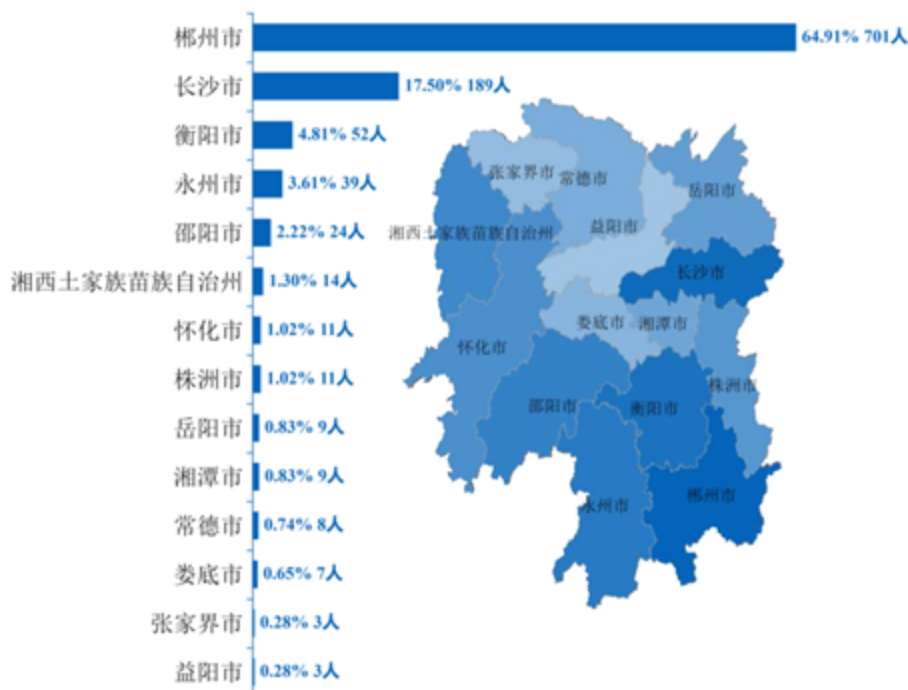 郴州市 64.91% 701人
长沙市 17.50% 189人
衡阳市 4.81% 52人
永州市 3.61% 39人
邵阳市 2.22% 24人
湘西土家族苗族自治州 1.30% 14人
怀化市 1.02% 11人
株洲市 1.02% 11人
岳阳市 0.83% 9人
湘潭市 0.83% 9人
常德市 0.74% 8人
娄底市 0.65% 7人
张家界市 0.28% 3人
益阳市 0.28% 3人
张家界市
常德市
岳阳市
益阳市
湘西土家族苗族自治州
长沙市
娄底市
湘潭市
怀化市
株洲市
邵阳市
衡阳市
郴州市
永州市